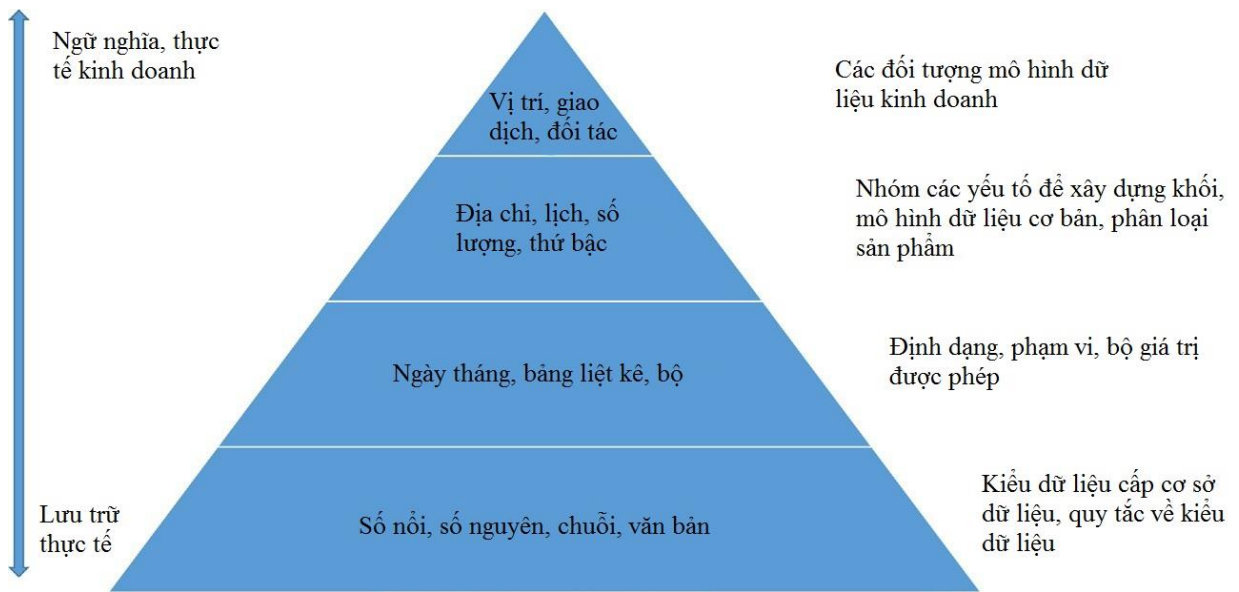 Ngữ nghĩa, thực
tế kinh doanh
Vị trí, giao
dịch, đối tác
Các đối tượng mô hình dữ
liệu kinh doanh
Địa chỉ, lịch, số
lượng, thứ bậc
Nhóm các yếu tố để xây dựng khối,
mô hình dữ liệu cơ bản, phân loại
sản phẩm
Ngày tháng, bảng liệt kê, bộ
Định dạng, phạm vi, bộ giá trị
được phép
Lưu trữ
thực tế
Số nổi, số nguyên, chuỗi, văn bản
Kiểu dữ liệu cấp cơ sở
dữ liệu, quy tắc về kiểu
dữ liệu